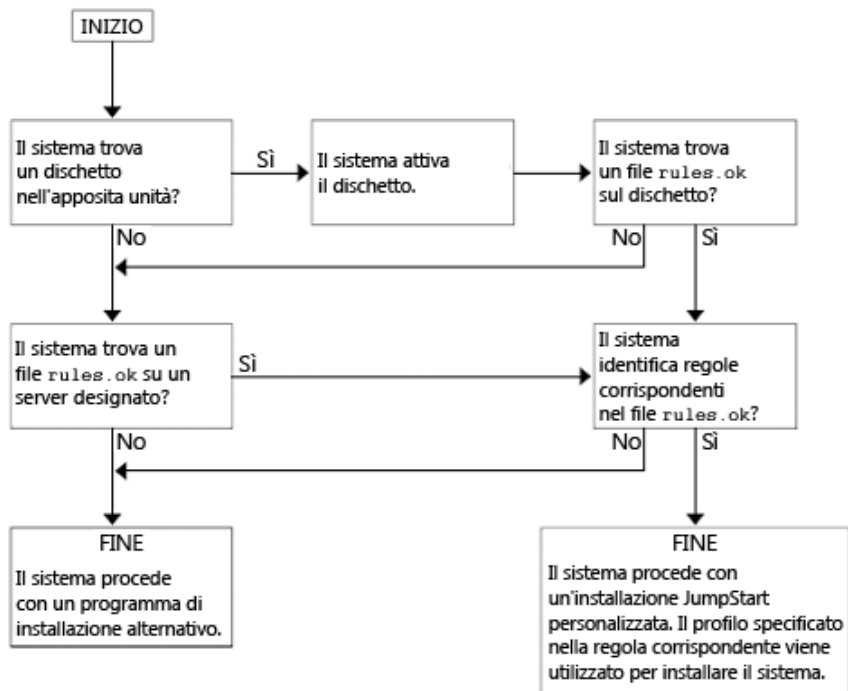 INIZIO
Il sistema trova
un dischetto
nell'apposita unità?
Sì
Il sistema attiva
il dischetto.
Il sistema trova
un file rules.ok
sul dischetto?
No
No
Sì
Il sistema trova un
file rules.ok su un
server designato?
Sì
Il sistema
identifica regole
corrispondenti
nel file rules.ok?
No
No
Sì
FINE
Il sistema procede
con un programma di
installazione alternativo.
FINE
Il sistema procede con
un'installazione JumpStart
personalizzata. Il profilo specificato
nella regola corrispondente viene
utilizzato per installare il sistema.